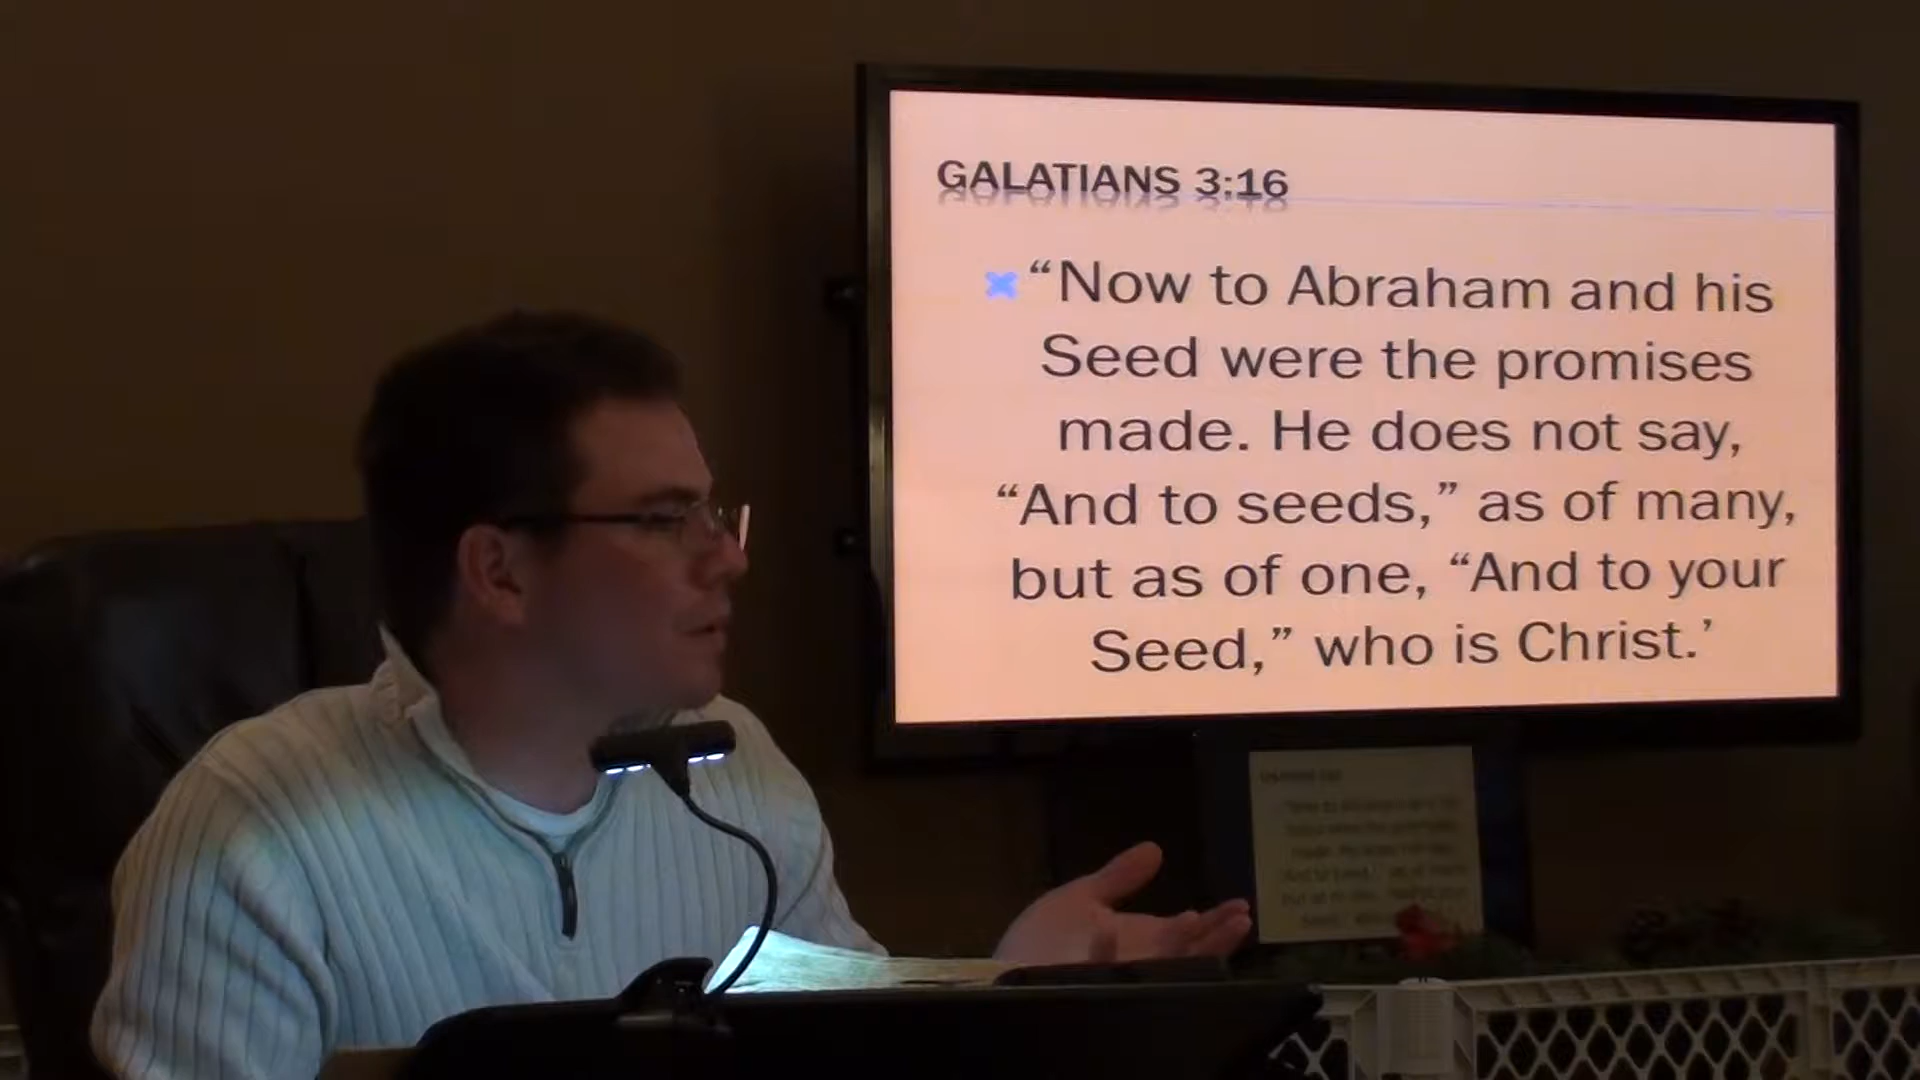 GALATIANS 3:16
“Now to Abraham and his
Seed were the promises
made. He does not say,
“And to seeds,” as of many,
but as of one, “And to your
Seed,” who is Christ.’